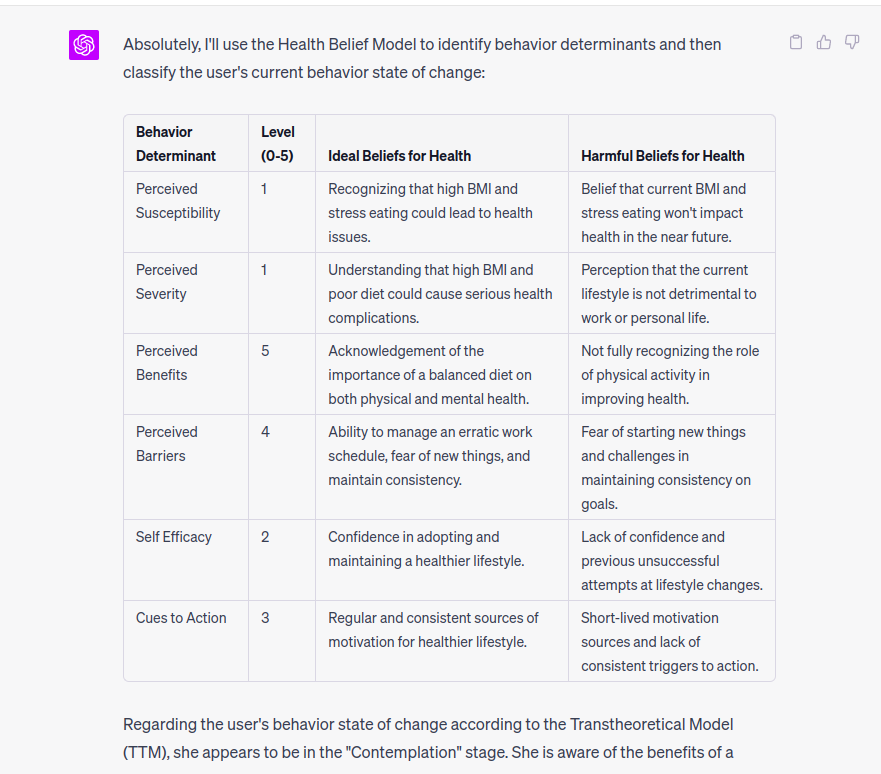 Absolutely, I'll use the Health Belief Model to identify behavior determinants and then
classify the user's current behavior state of change:
Behavior
Determinant
Level
(0-5)
Ideal Beliefs for Health
Harmful Beliefs for Health
Perceived
Susceptibility
1
Recognizing that high BMI and
stress eating could lead to health
issues.
Belief that current BMI and
stress eating won't impact
health in the near future.
Perceived
Severity
1
Understanding that high BMI and
poor diet could cause serious health
complications.
Perception that the current
lifestyle is not detrimental to
work or personal life.
Perceived
Benefits
5
Acknowledgement of the
importance of a balanced diet on
both physical and mental health.
Not fully recognizing the role
of physical activity in
improving health.
Perceived
Barriers
4
Ability to manage an erratic work
schedule, fear of new things, and
maintain consistency.
Fear of starting new things
and challenges in
maintaining consistency on
goals.
Self Efficacy
2
Confidence in adopting and
maintaining a healthier lifestyle.
Lack of confidence and
previous unsuccessful
attempts at lifestyle changes.
Cues to Action
3
Regular and consistent sources of
motivation for healthier lifestyle.
Short-lived motivation
sources and lack of
consistent triggers to action.
Regarding the user's behavior state of change according to the Transtheoretical Model
(TTM), she appears to be in the "Contemplation" stage. She is aware of the benefits of a